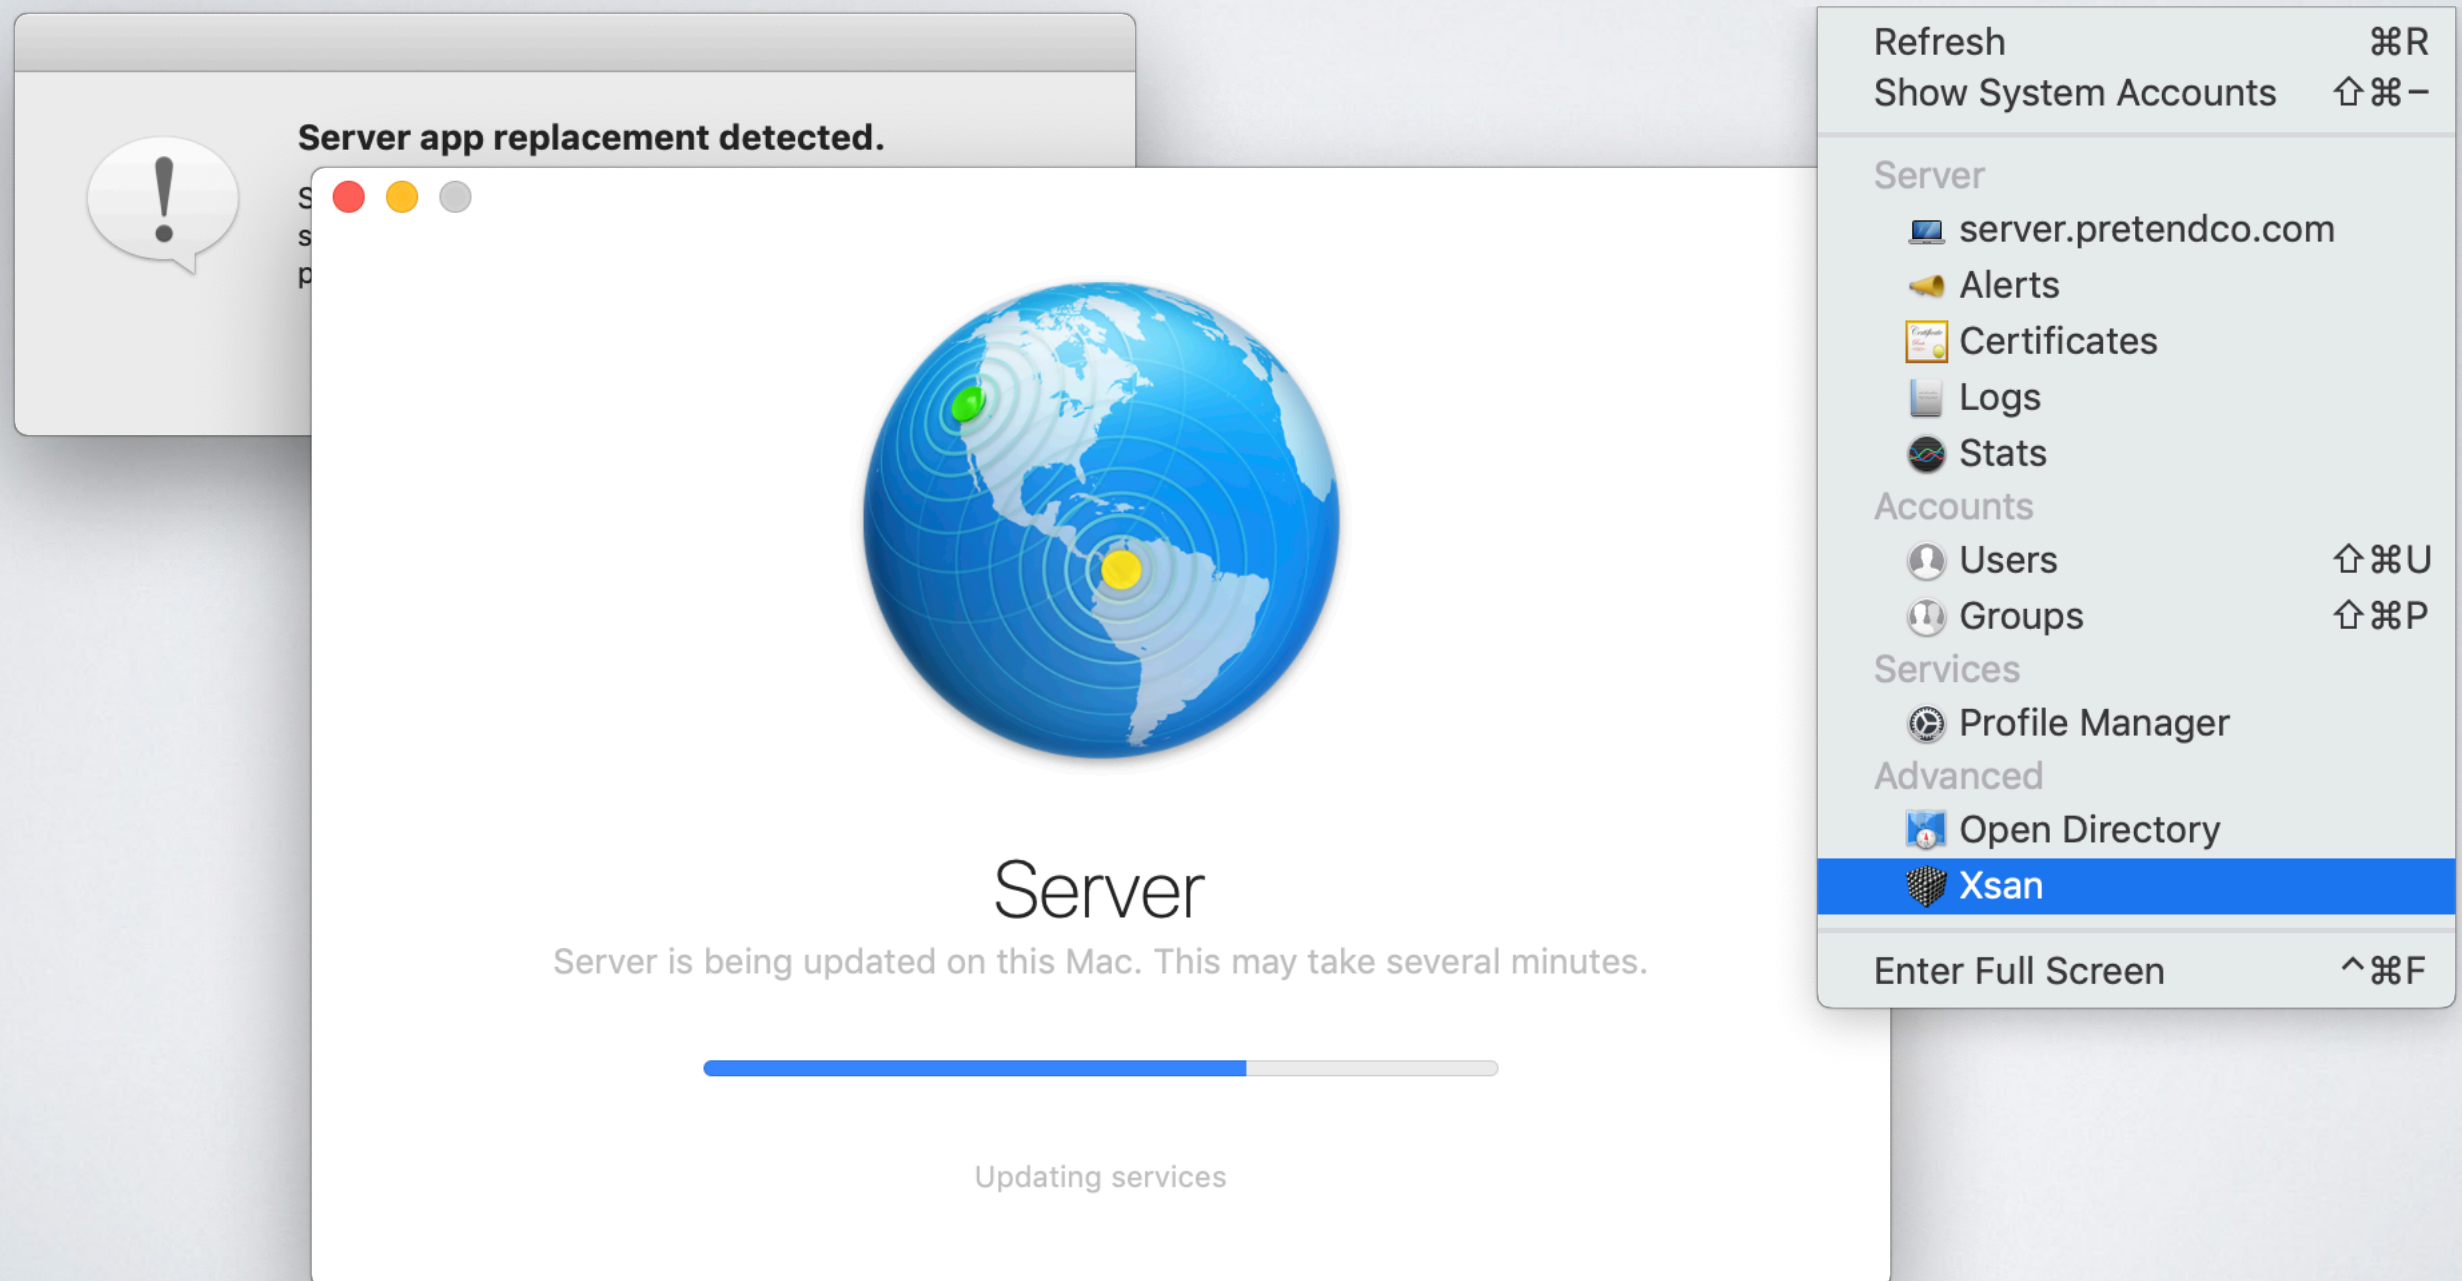 Server app replacement detected.
Server
Server is being updated on this Mac. This may take several minutes.
Updating services
Refresh ⌘R
Show System Accounts ⇧⌘−
Server
server.pretendco.com
Alerts
Certificates
Logs
Stats
Accounts
Users ⇧⌘U
Groups ⇧⌘P
Services
Profile Manager
Advanced
Open Directory
Xsan
Enter Full Screen ^⌘F